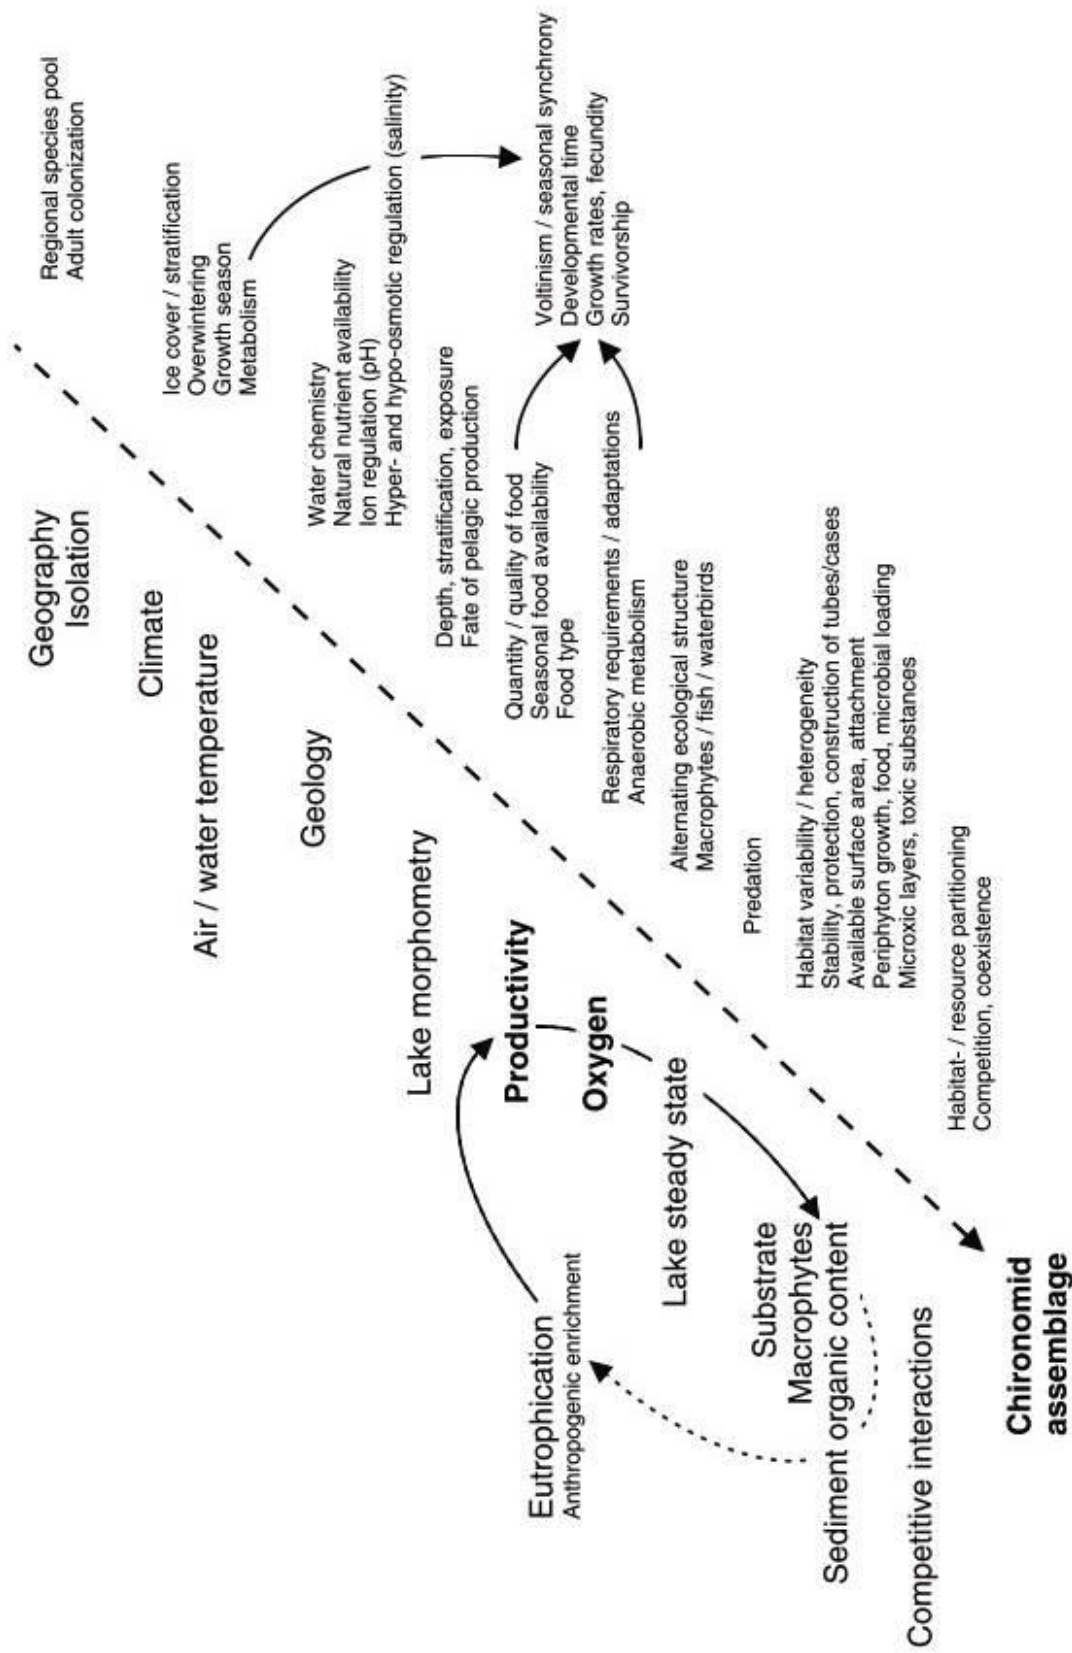 Geography
Isolation
Regional species pool
Adult colonization
Climate
Air / water temperature
Ice cover / stratification
Overwintering
Growth season
Metabolism
Geology
Water chemistry
Natural nutrient availability
Ion regulation (pH)
Hyper- and hypo-osmotic regulation (salinity)
Lake morphometry
Depth, stratification, exposure
Fate of pelagic production
Productivity
Quantity / quality of food
Seasonal food availability
Food type
Voltinism / seasonal synchrony
Developmental time
Growth rates, fecundity
Survivorship
Eutrophication
Anthropogenic enrichment
Oxygen
Respiratory requirements / adaptations
Anaerobic metabolism
Lake steady state
Alternating ecological structure
Macrophytes / fish / waterbirds
Predation
Substrate
Macrophytes
Sediment organic content
Habitat variability / heterogeneity
Stability, protection, construction of tubes/cases
Available surface area, attachment
Periphyton growth, food, microbial loading
Microxic layers, toxic substances
Competitive interactions
Habitat- / resource partitioning
Competition, coexistence
Chironomid
assemblage